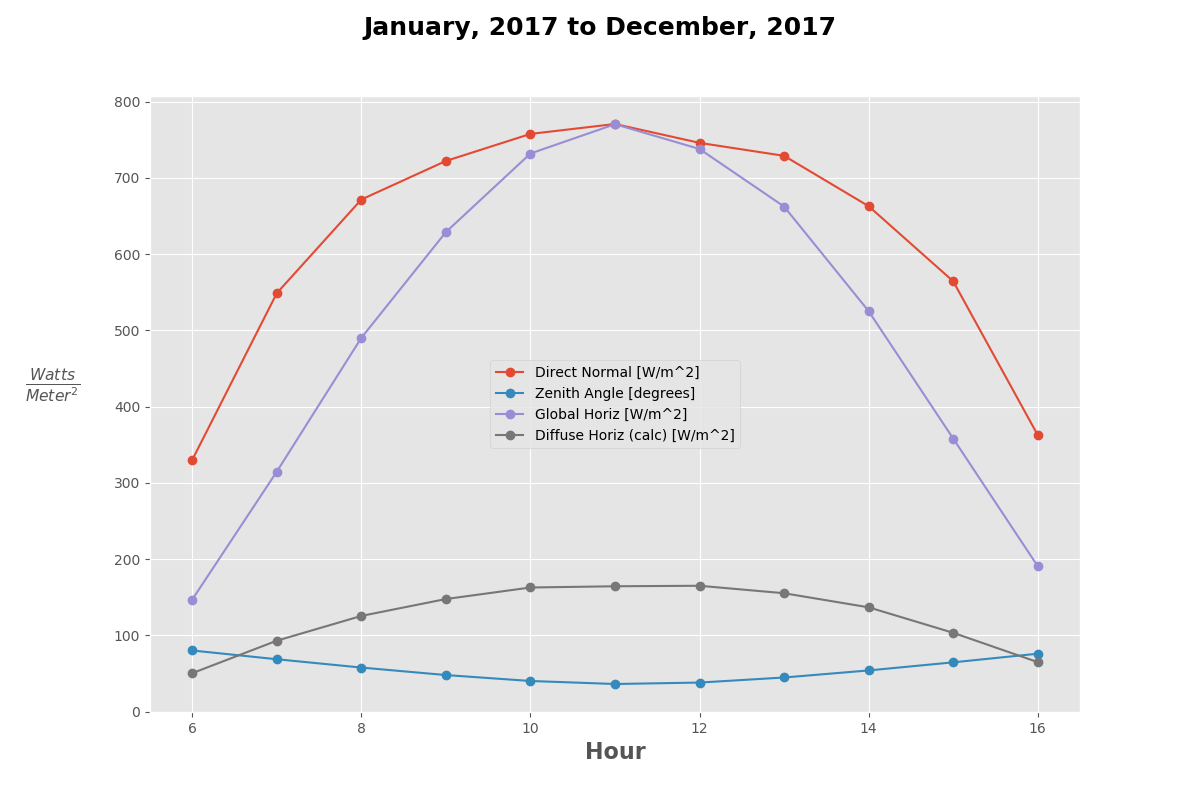 January, 2017 to December, 2017
800
700
600
500
400
300
200
100
0
Watts
Meter²
Direct Normal [W/m^2]
Zenith Angle [degrees]
Global Horiz [W/m^2]
Diffuse Horiz (calc) [W/m^2]
6 8 10 12 14 16
Hour